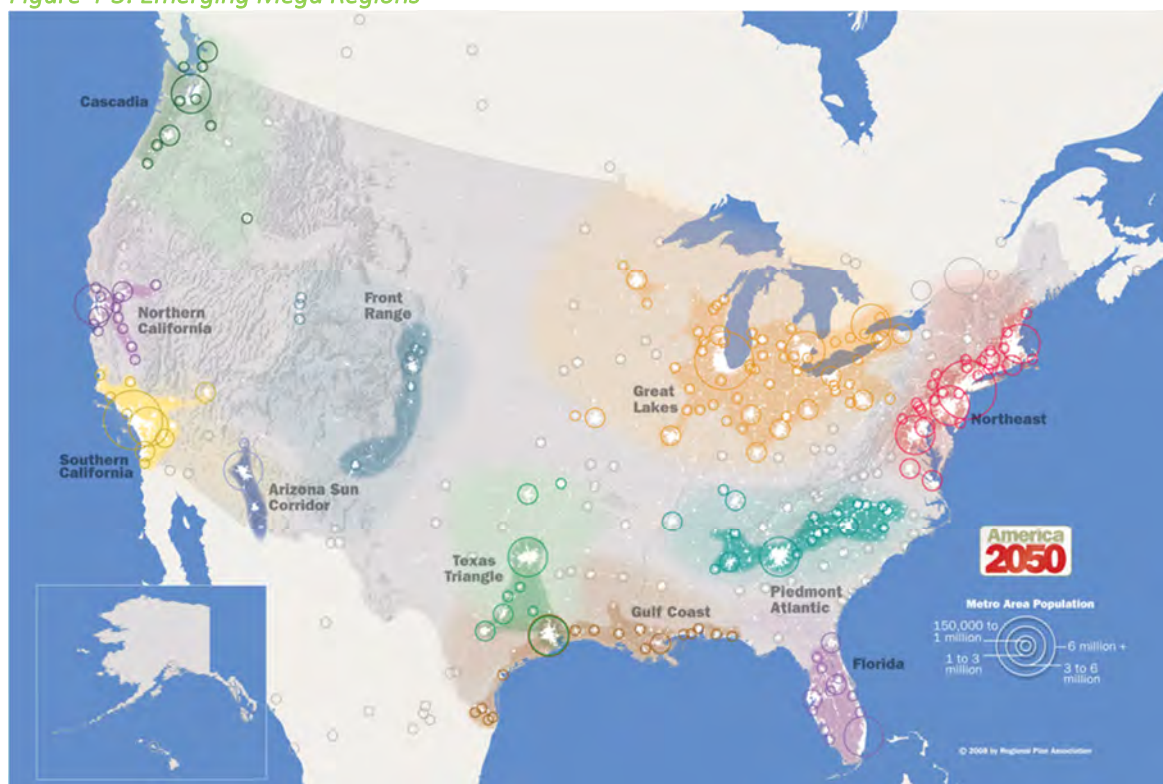 Figure 4-5: Emerging Mega Regions
Cascadia
Northern
California
Front
Range
Great
Lakes
Northeast
Southern
California
Arizona Sun
Corridor
Texas
Triangle
Gulf Coast
Piedmont
Atlantic
Florida
America
2050
Metro Area Population
150,000 to
1 million
6 million +
1 to 3
million
3 to 6
million
© 2008 by Regional Plan Association